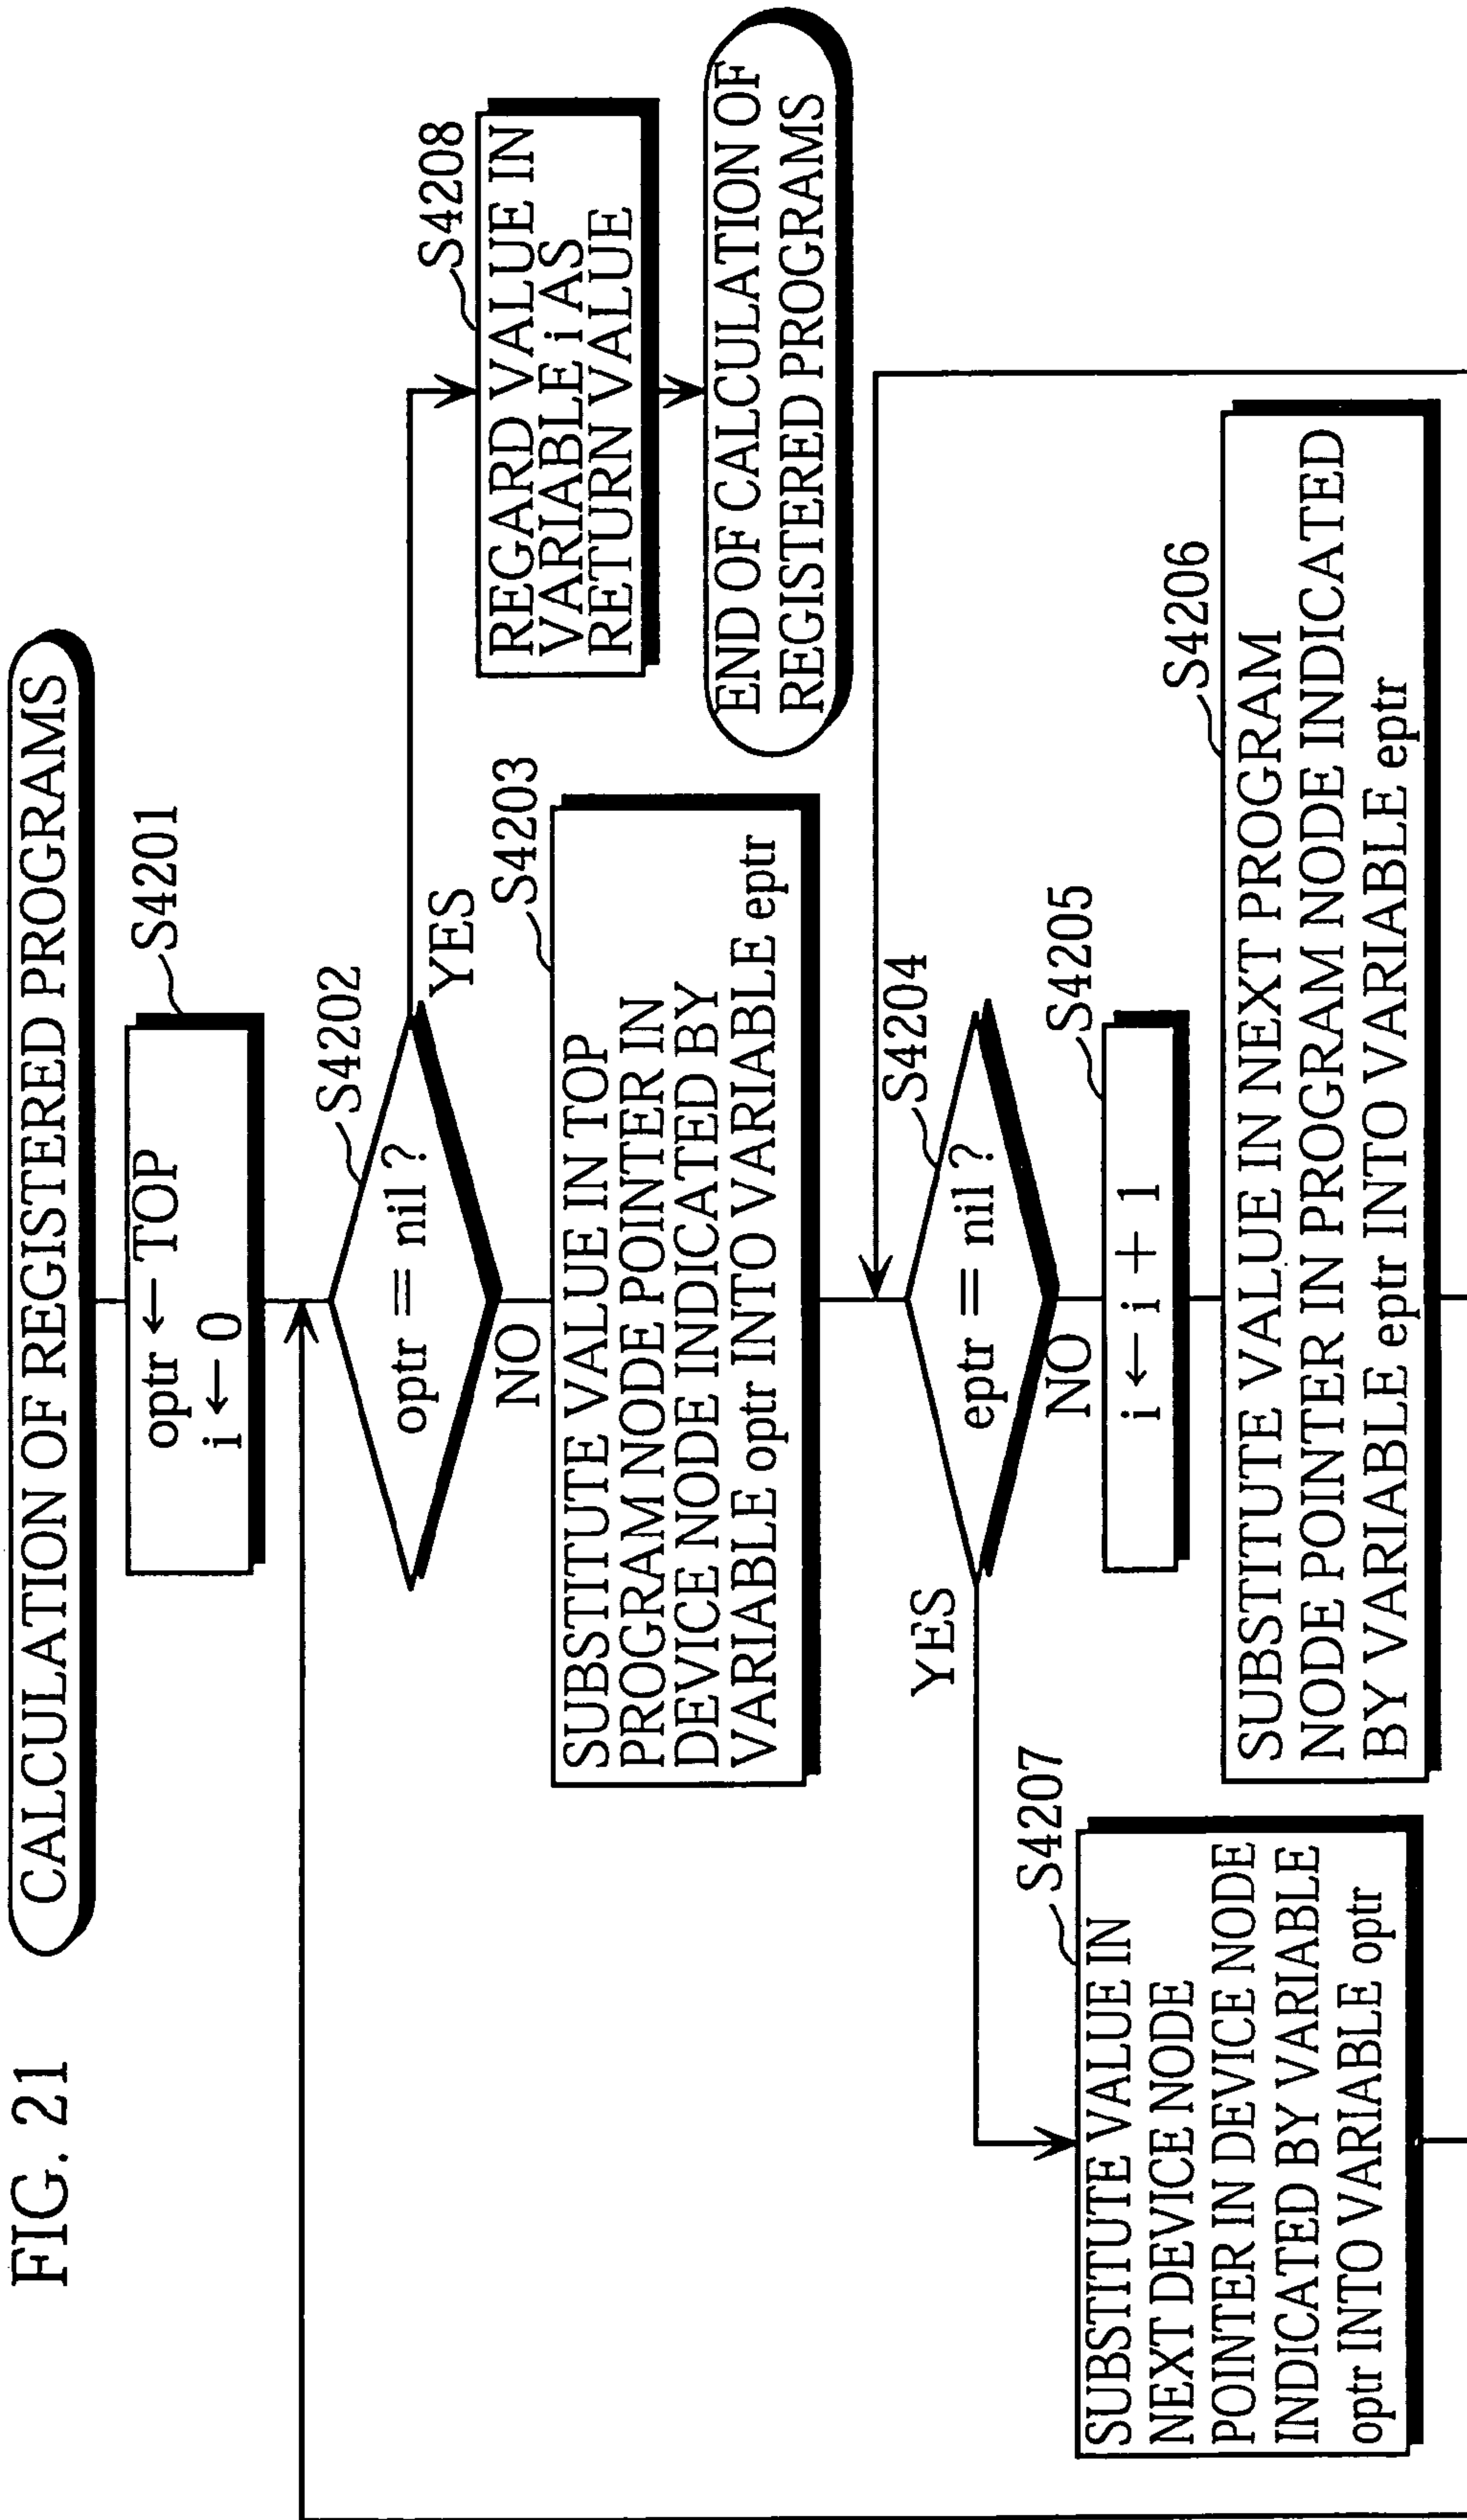 FIG. 21
CALCULATION OF REGISTERED PROGRAMS
S4201
optr ← TOP
i ← 0
S4202
optr = nil ?
YES
NO
S4208
REGARD VALUE IN
VARIABLE i AS
RETURN VALUE
END OF CALCULATION OF
REGISTERED PROGRAMS
S4203
SUBSTITUTE VALUE IN TOP
PROGRAM NODE POINTER IN
DEVICE NODE INDICATED BY
VARIABLE optr INTO VARIABLE eptr
S4204
eptr = nil ?
YES
NO
S4205
i ← i + 1
S4206
SUBSTITUTE VALUE IN NEXT PROGRAM
NODE POINTER IN PROGRAM NODE INDICATED
BY VARIABLE eptr INTO VARIABLE eptr
S4207
SUBSTITUTE VALUE IN
NEXT DEVICE NODE
POINTER IN DEVICE NODE
INDICATED BY VARIABLE
optr INTO VARIABLE optr